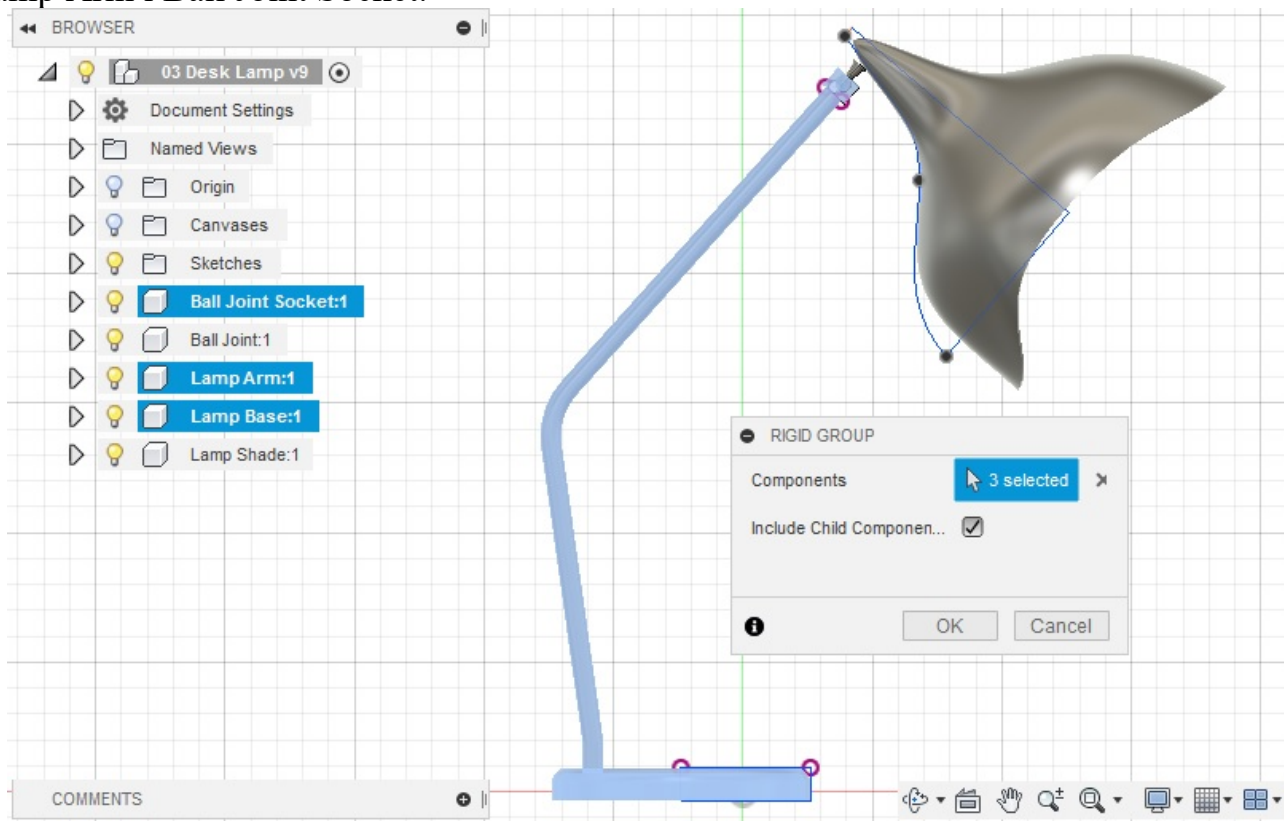 BROWSER
03 Desk Lamp v9
Document Settings
Named Views
Origin
Canvases
Sketches
Ball Joint Socket:1
Ball Joint:1
Lamp Arm:1
Lamp Base:1
Lamp Shade:1
RIGID GROUP
Components 3 selected
Include Child Componen...
OK Cancel
COMMENTS